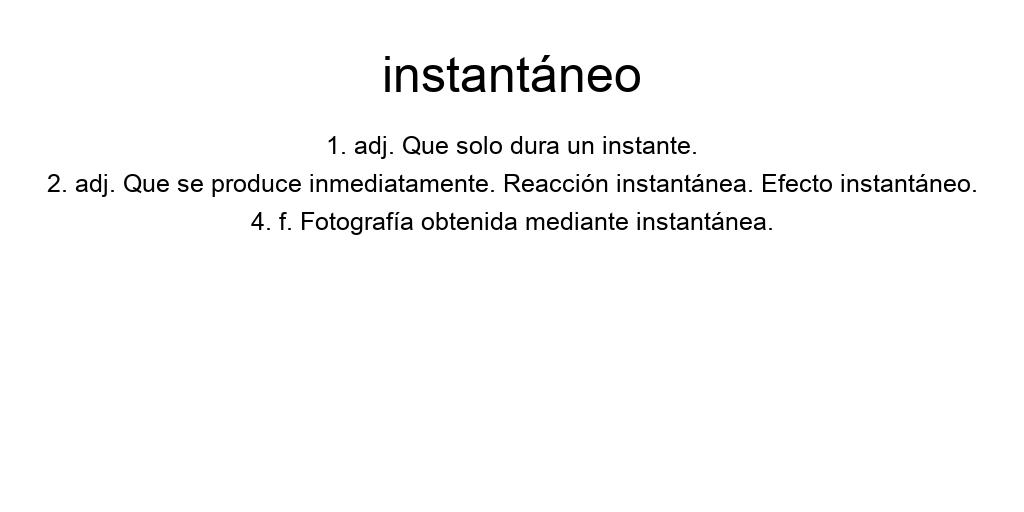 instantáneo
1. adj. Que solo dura un instante.
2. adj. Que se produce inmediatamente. Reacción instantánea. Efecto instantáneo.
4. f. Fotografía obtenida mediante instantánea.